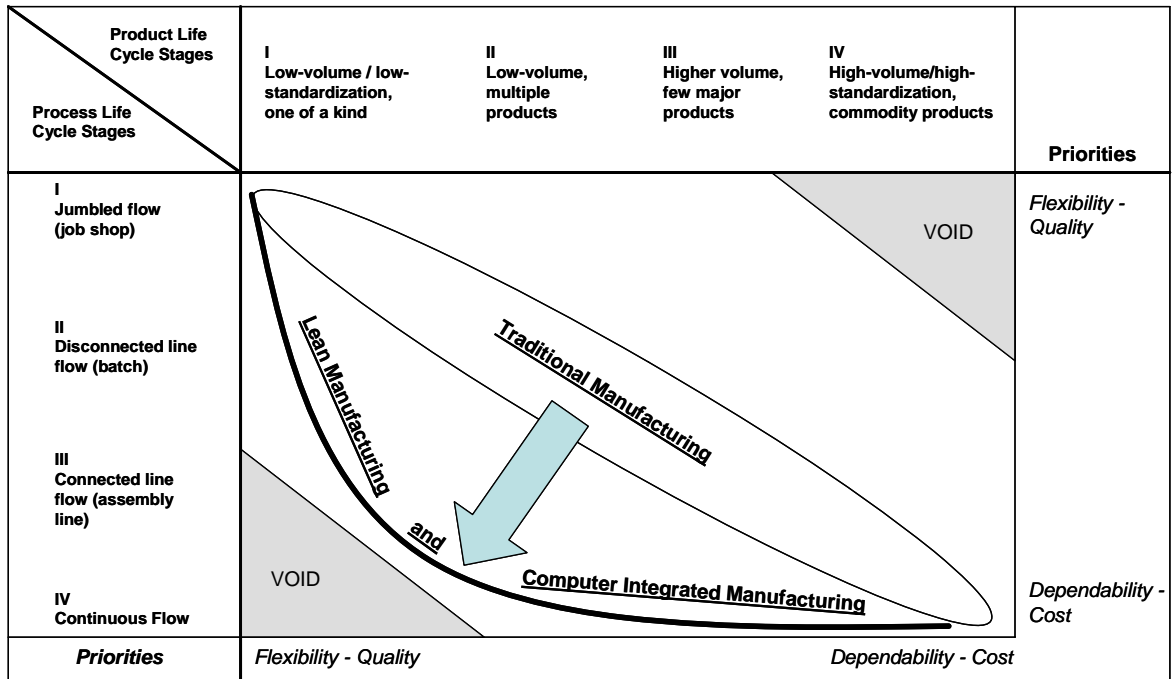 Product Life
Cycle Stages
Process Life
Cycle Stages
I
Low-volume / low-
standardization,
one of a kind
II
Low-volume,
multiple
products
III
Higher volume,
few major
products
IV
High-volume/high-
standardization,
commodity products
Priorities
I
Jumbled flow
(job shop)
II
Disconnected line
flow (batch)
III
Connected line
flow (assembly
line)
IV
Continuous Flow
VOID
Traditional Manufacturing
Lean Manufacturing
and
Computer Integrated Manufacturing
VOID
Flexibility -
Quality
Dependability -
Cost
Priorities
Flexibility - Quality
Dependability - Cost